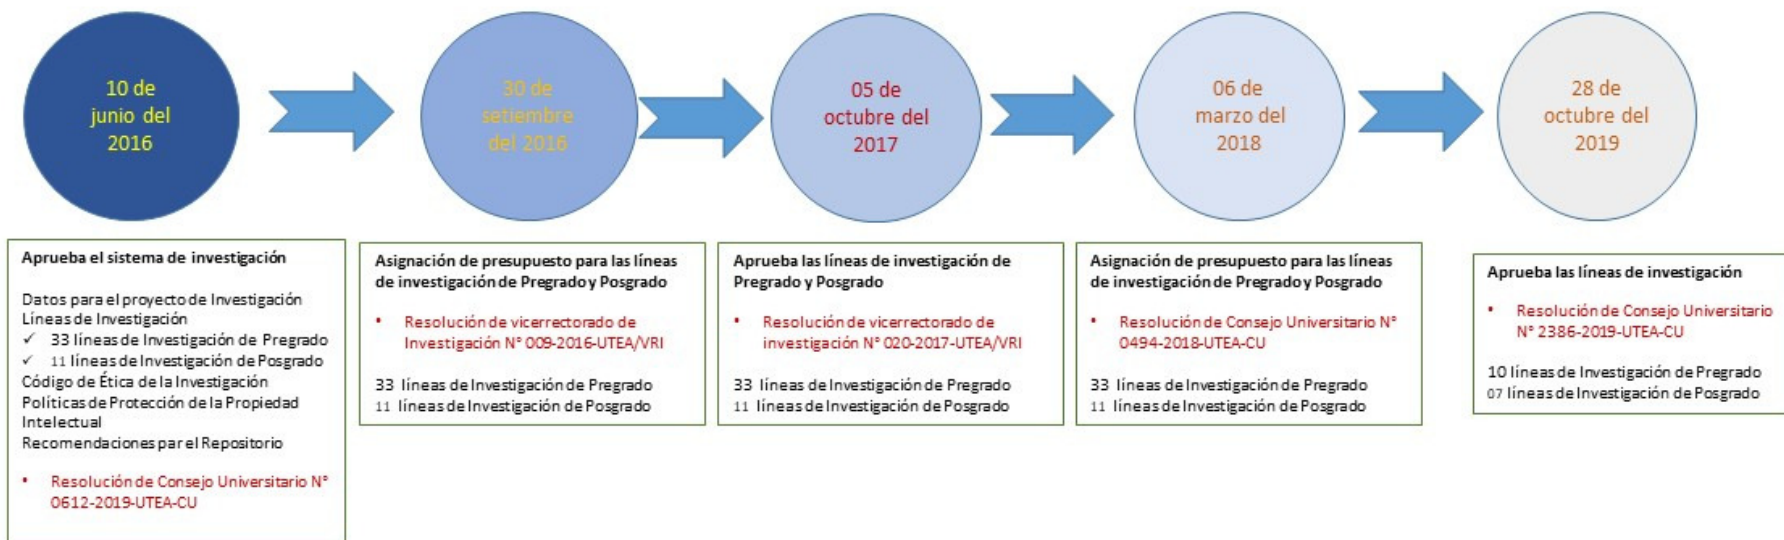 10 de
junio del
2016
30 de
setiembre
del 2016
05 de
octubre del
2017
06 de
marzo del
2018
28 de
octubre del
2019
Aprueba el sistema de investigación
Datos para el proyecto de Investigación
Líneas de Investigación
✓ 33 líneas de Investigación de Pregrado
✓ 11 líneas de Investigación de Posgrado
Código de Ética de la Investigación
Políticas de Protección de la Propiedad
Intelectual
Recomendaciones par el Repositorio
• Resolución de Consejo Universitario N°
0612-2019-UTEA-CU
Asignación de presupuesto para las líneas
de investigación de Pregrado y Posgrado
• Resolución de vicerrectorado de
Investigación N° 009-2016-UTEA/VRI
33 líneas de Investigación de Pregrado
11 líneas de Investigación de Posgrado
Aprueba las líneas de investigación de
Pregrado y Posgrado
• Resolución de vicerrectorado de
investigación N° 020-2017-UTEA/VRI
33 líneas de Investigación de Pregrado
11 líneas de Investigación de Posgrado
Asignación de presupuesto para las líneas
de investigación de Pregrado y Posgrado
• Resolución de Consejo Universitario N°
0494-2018-UTEA-CU
33 líneas de Investigación de Pregrado
11 líneas de Investigación de Posgrado
Aprueba las líneas de investigación
• Resolución de Consejo Universitario
N° 2386-2019-UTEA-CU
10 líneas de Investigación de Pregrado
07 líneas de Investigación de Posgrado